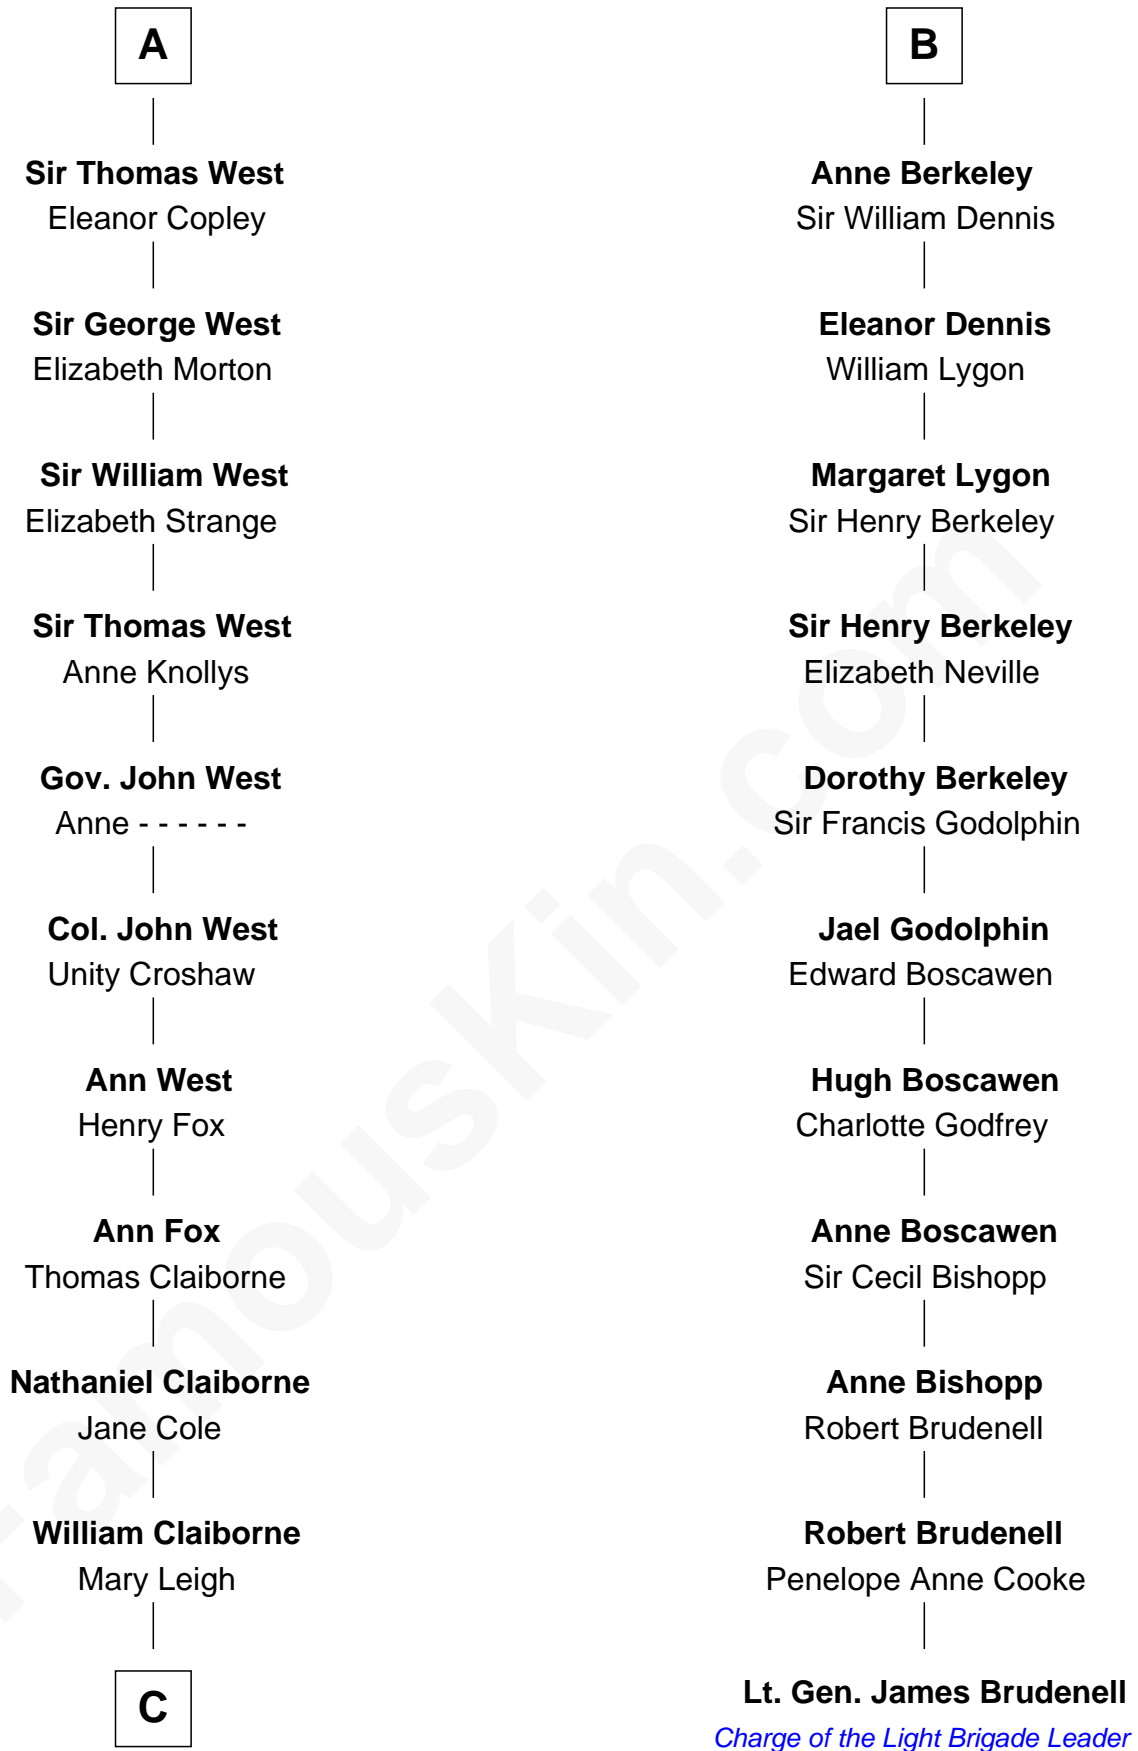 A
Sir Thomas West
Eleanor Copley
Sir George West
Elizabeth Morton
Sir William West
Elizabeth Strange
Sir Thomas West
Anne Knollys
Gov. John West
Anne - - - - - -
Col. John West
Unity Croshaw
Ann West
Henry Fox
Ann Fox
Thomas Claiborne
Nathaniel Claiborne
Jane Cole
William Claiborne
Mary Leigh
C
B
Anne Berkeley
Sir William Dennis
Eleanor Dennis
William Lygon
Margaret Lygon
Sir Henry Berkeley
Sir Henry Berkeley
Elizabeth Neville
Dorothy Berkeley
Sir Francis Godolphin
Jael Godolphin
Edward Boscawen
Hugh Boscawen
Charlotte Godfrey
Anne Boscawen
Sir Cecil Bishopp
Anne Bishopp
Robert Brudenell
Robert Brudenell
Penelope Anne Cooke
Lt. Gen. James Brudenell
Charge of the Light Brigade Leader
FamousKin.com